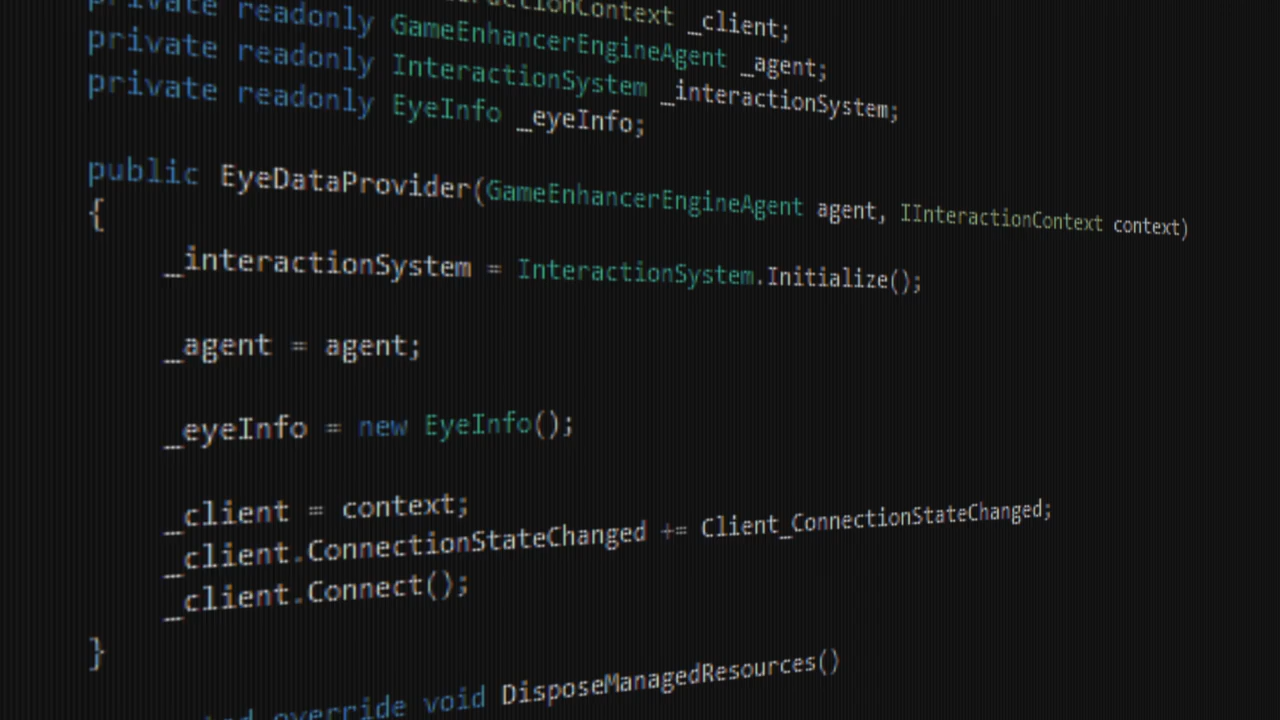 _client;
private readonly GameEnhancerEngineAgent _agent;
private readonly InteractionSystem _interactionSystem;
private readonly EyeInfo _eyeInfo;
public EyeDataProvider(GameEnhancerEngineAgent agent, IInteractionContext context)
{
_interactionSystem = InteractionSystem.Initialize();
_agent = agent;
_eyeInfo = new EyeInfo();
_client = context;
_client.ConnectionStateChanged += Client_ConnectionStateChanged;
_client.Connect();
}
override void DisposeManagedResources()